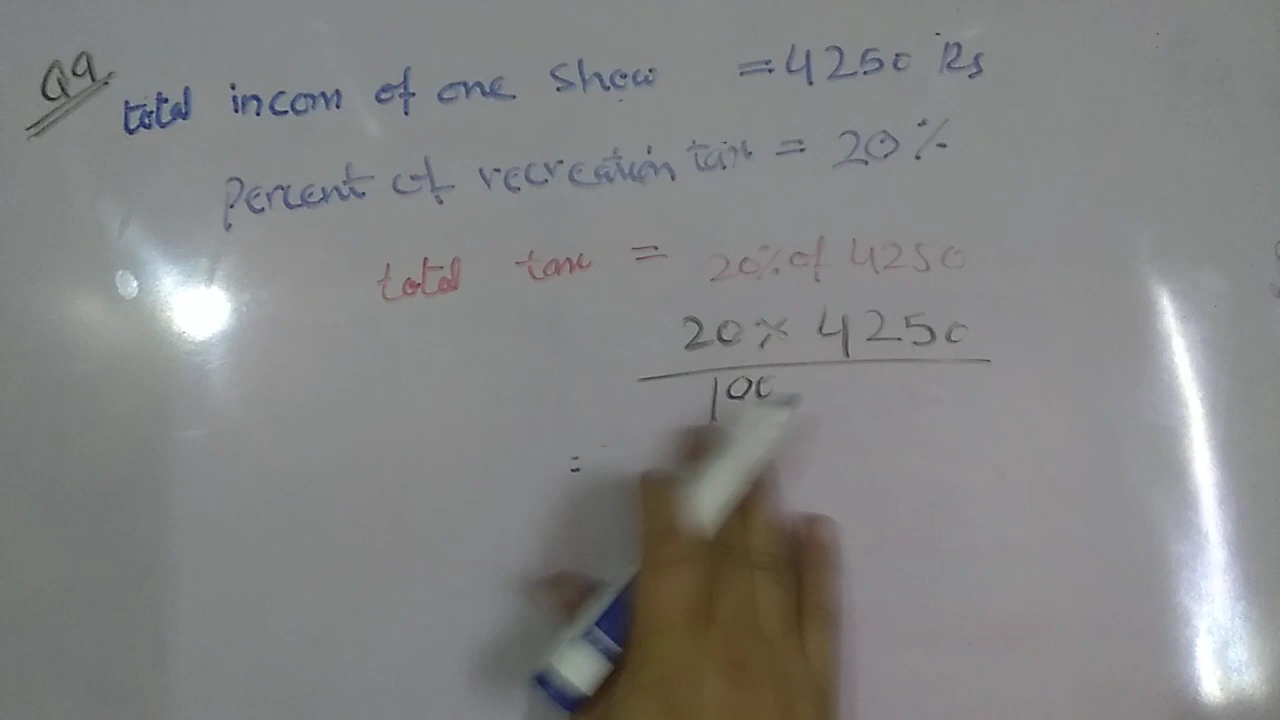 Q9
total incom of one show = 4250 Rs
Percent of recreation tax = 20%
total tax = 20% of 4250
20 × 4250
100
=